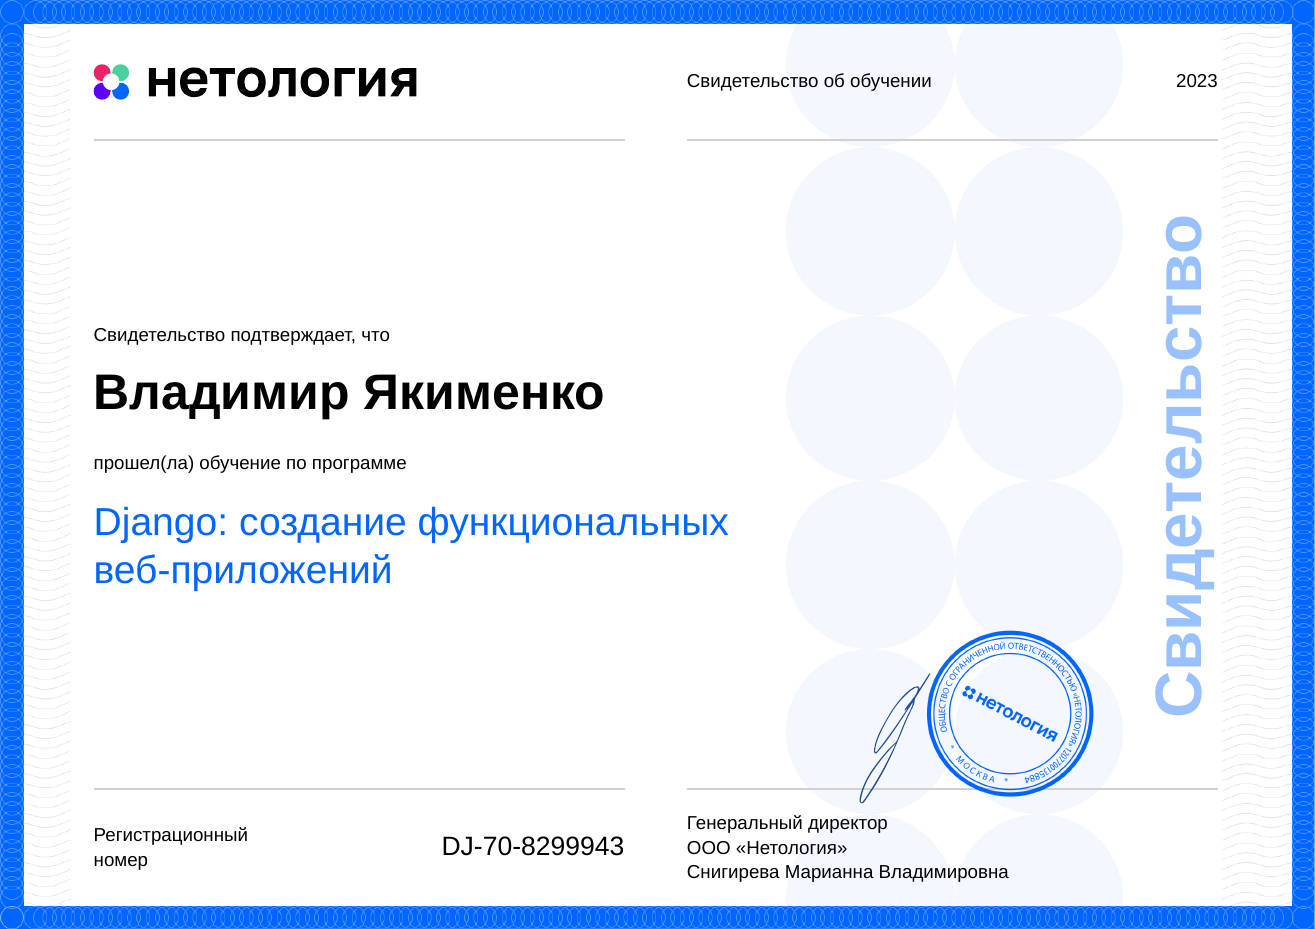 нетология
Свидетельство об обучении
2023
Свидетельство подтверждает, что
Владимир Якименко
прошел(ла) обучение по программе
Django: создание функциональных
веб-приложений
Свидетельство
ОБЩЕСТВО С ОГРАНИЧЕННОЙ ОТВЕТСТВЕННОСТЬЮ «НЕТОЛОГИЯ» 1207700135884
* МОСКВА *
нетология
Регистрационный
номер
DJ-70-8299943
Генеральный директор
ООО «Нетология»
Снигирева Марианна Владимировна